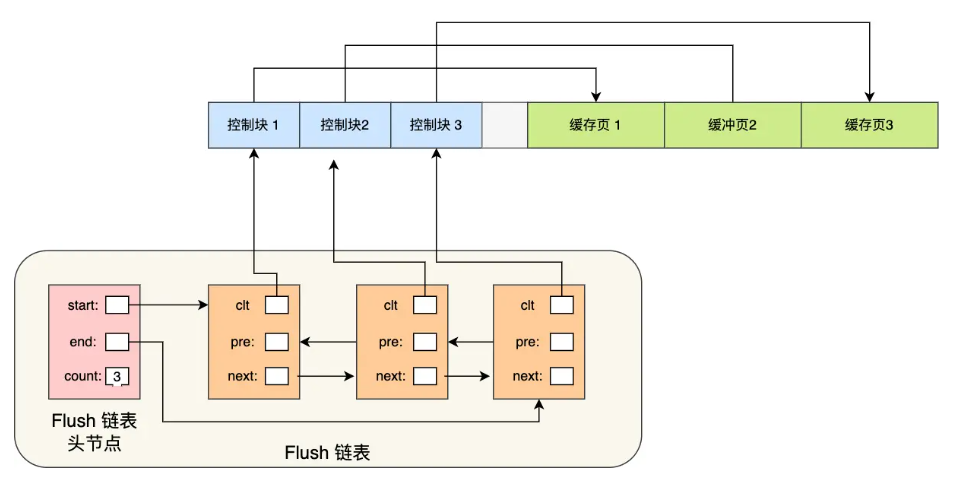 控制块 1
控制块2
控制块 3
缓存页 1
缓冲页2
缓存页3
start:
end:
count: 3
clt
pre:
next:
clt
pre:
next:
clt
pre:
next:
Flush 链表
头节点
Flush 链表